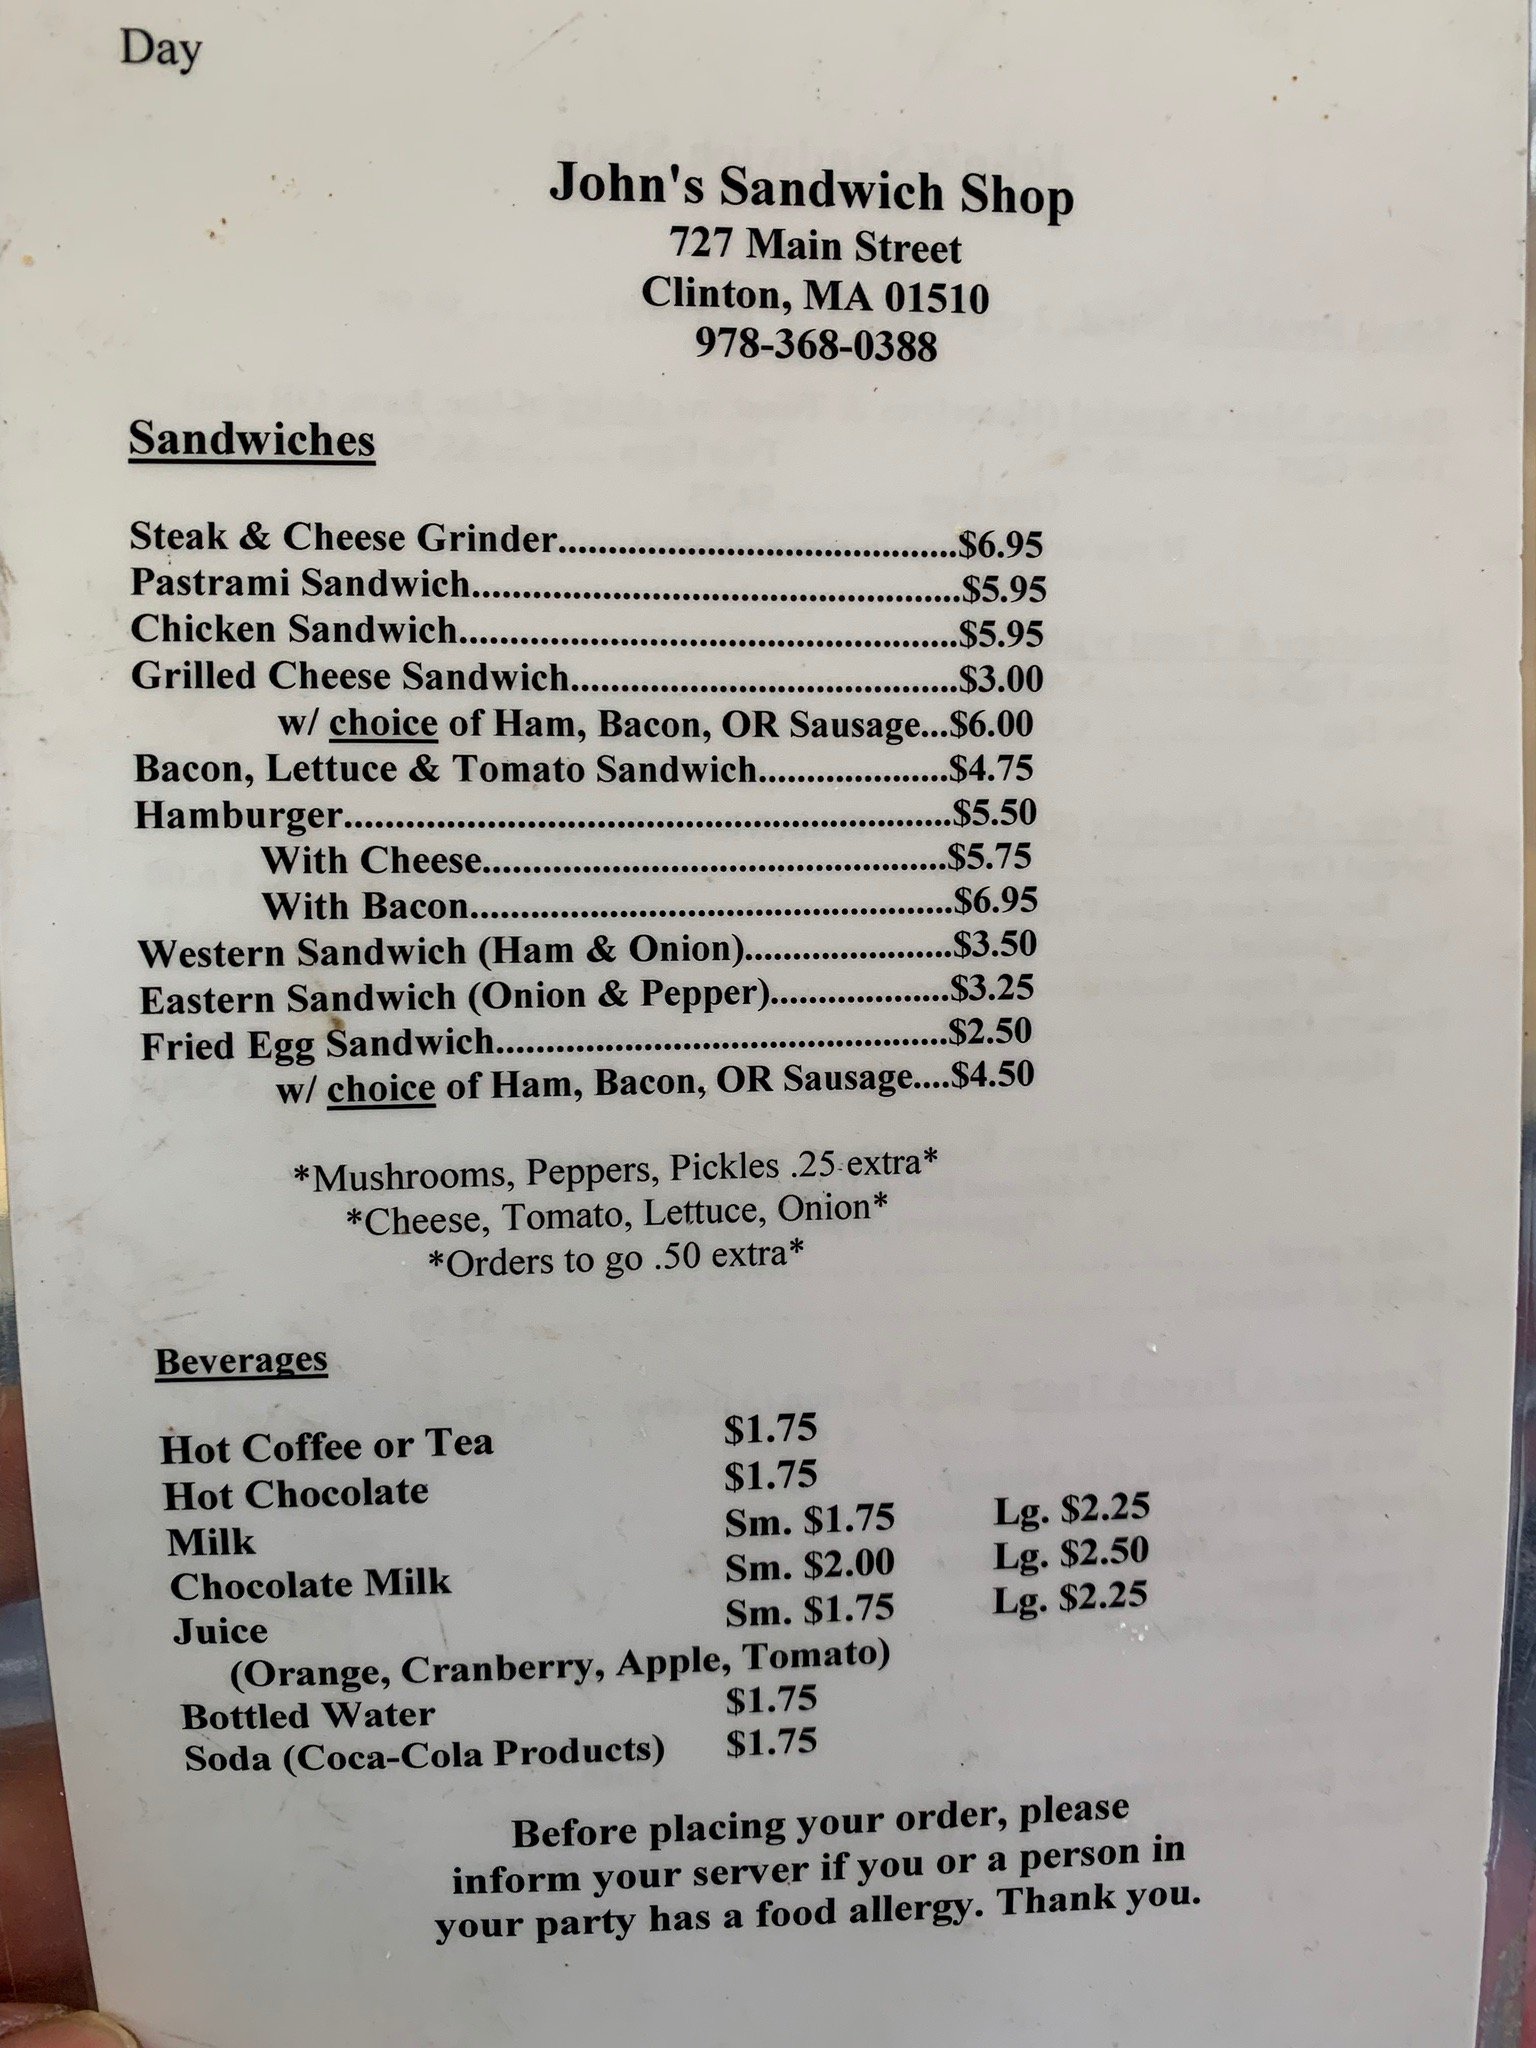 Day
John's Sandwich Shop
727 Main Street
Clinton, MA 01510
978-368-0388
Sandwiches
Steak & Cheese Grinder.......................................$6.95
Pastrami Sandwich................................................$5.95
Chicken Sandwich.................................................$5.95
Grilled Cheese Sandwich......................................$3.00
w/ choice of Ham, Bacon, OR Sausage...$6.00
Bacon, Lettuce & Tomato Sandwich...................$4.75
Hamburger............................................................$5.50
With Cheese..............................................$5.75
With Bacon................................................$6.95
Western Sandwich (Ham & Onion)....................$3.50
Eastern Sandwich (Onion & Pepper)..................$3.25
Fried Egg Sandwich.............................................$2.50
w/ choice of Ham, Bacon, OR Sausage....$4.50
*Mushrooms, Peppers, Pickles .25 extra*
*Cheese, Tomato, Lettuce, Onion*
*Orders to go .50 extra*
Beverages
Hot Coffee or Tea $1.75
Hot Chocolate $1.75
Milk Sm. $1.75 Lg. $2.25
Chocolate Milk Sm. $2.00 Lg. $2.50
Juice Sm. $1.75 Lg. $2.25
(Orange, Cranberry, Apple, Tomato)
Bottled Water $1.75
Soda (Coca-Cola Products) $1.75
Before placing your order, please
inform your server if you or a person in
your party has a food allergy. Thank you.